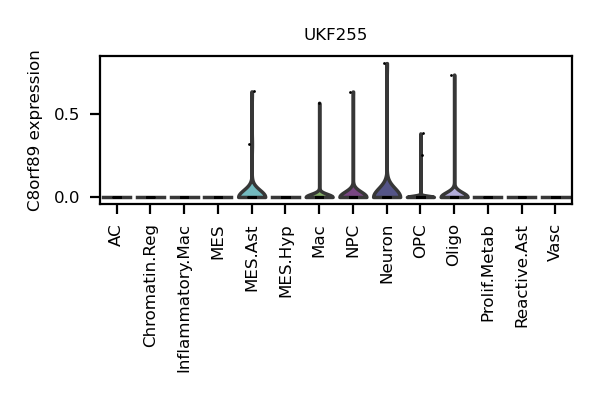 UKF255
C8orf89 expression
0.5
0.0
AC
Chromatin.Reg
Inflammatory.Mac
MES
MES.Ast
MES.Hyp
Mac
NPC
Neuron
OPC
Oligo
Prolif.Metab
Reactive.Ast
Vasc